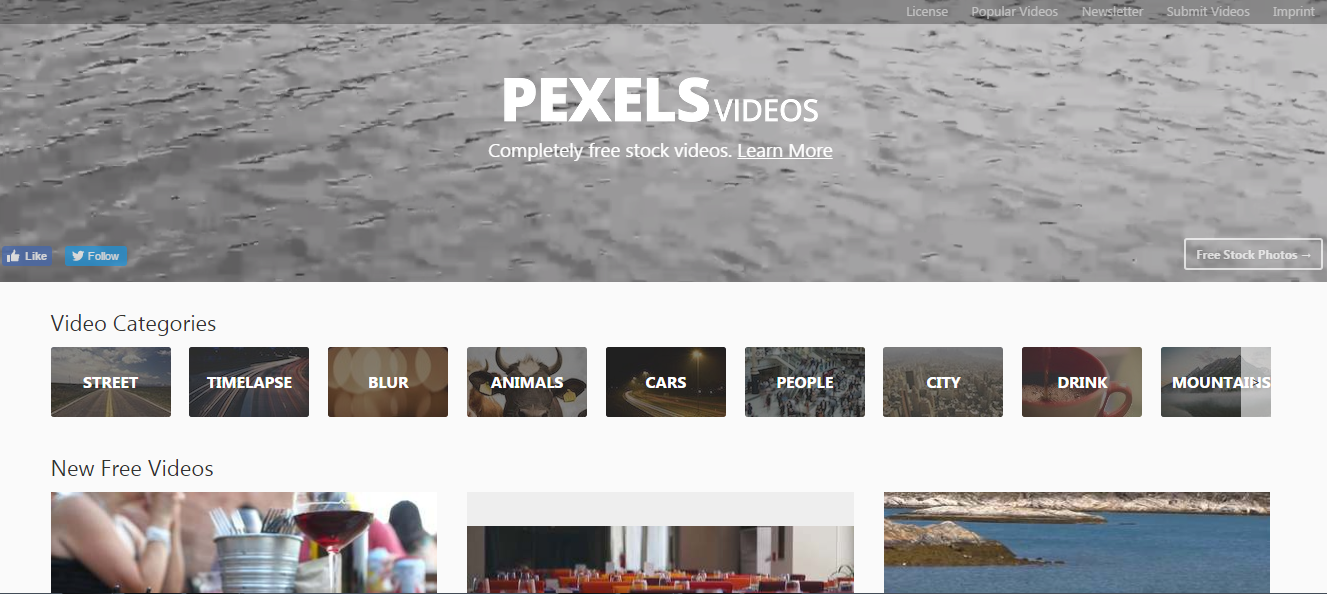 License Popular Videos Newsletter Submit Videos Imprint
PEXELS VIDEOS
Completely free stock videos. Learn More
Like Follow Free Stock Photos →
Video Categories
STREET TIMELAPSE BLUR ANIMALS CARS PEOPLE CITY DRINK MOUNTAINS
New Free Videos